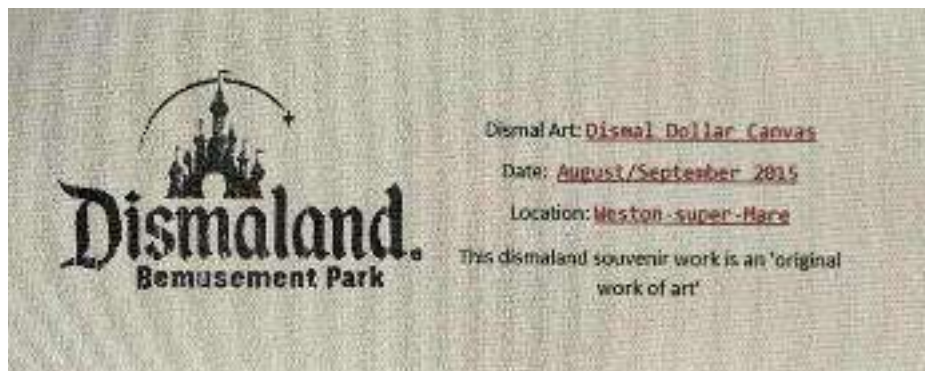 Dismaland.
Bemusement Park
Dismal Art: Dismal Dollar Canvas
Date: August/September 2015
Location: Weston-super-Mare
This dismaland souvenir work is an 'original
work of art'